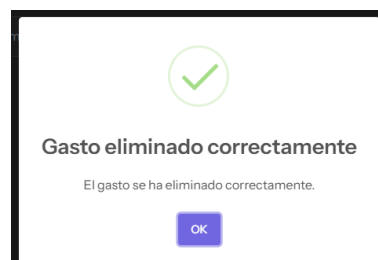 Gasto eliminado correctamente
El gasto se ha eliminado correctamente.
OK